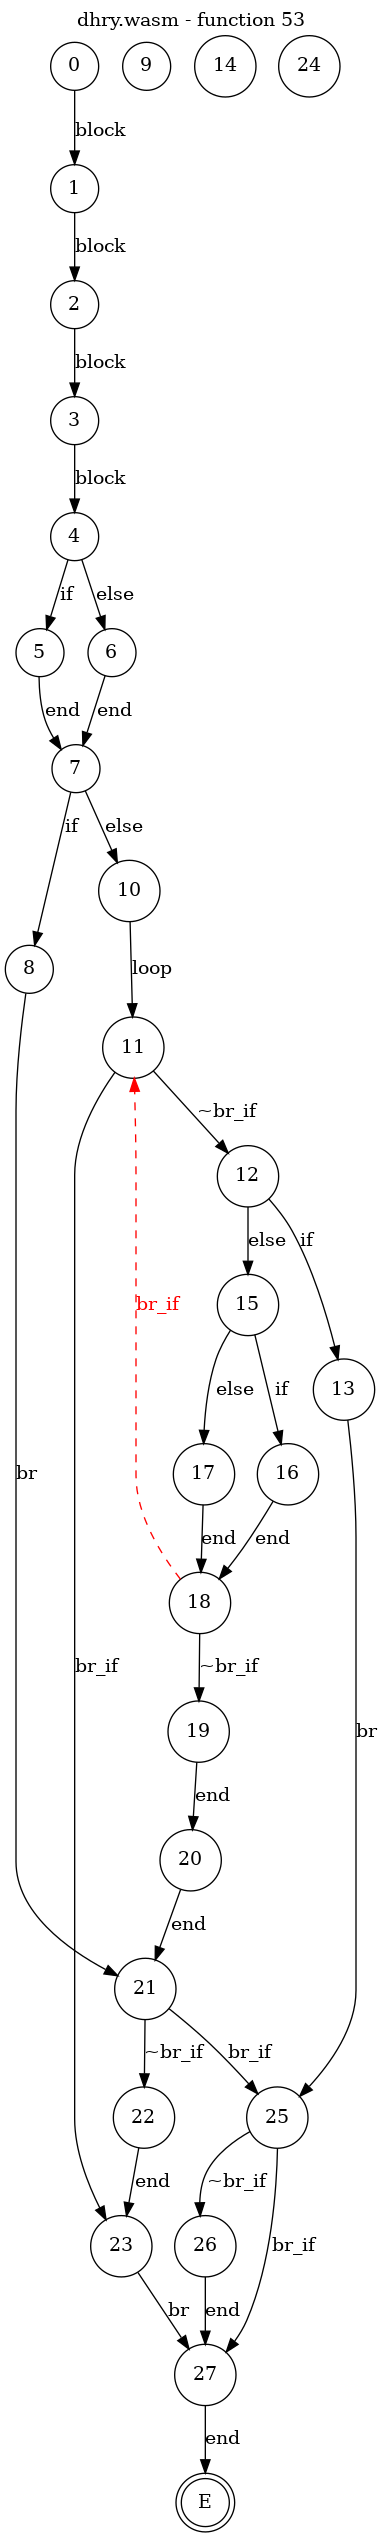 dhry.wasm - function 53
0 9 14 24
block
1
block
2
block
3
block
4
if else
5 6
end end
7
if else
10
8 loop
11
~br_if
12
else if
15
br_if
else if 13
br 17 16
end end
18
br_if ~br_if br
19
end
20
end
21
~br_if br_if
22 25
end ~br_if
23 26 br_if
br end
27
end
E